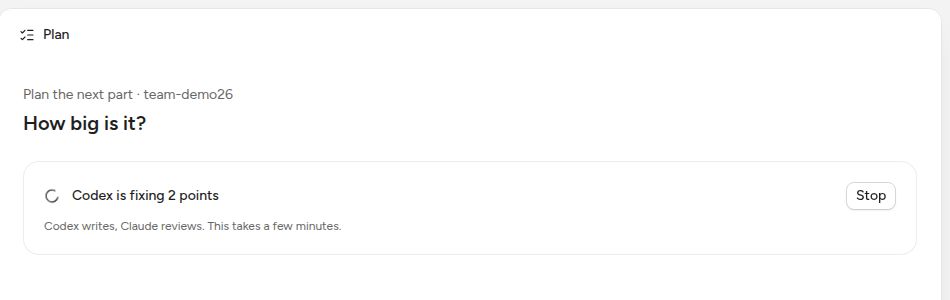 Plan
Plan the next part · team-demo26
How big is it?
Codex is fixing 2 points
Stop
Codex writes, Claude reviews. This takes a few minutes.